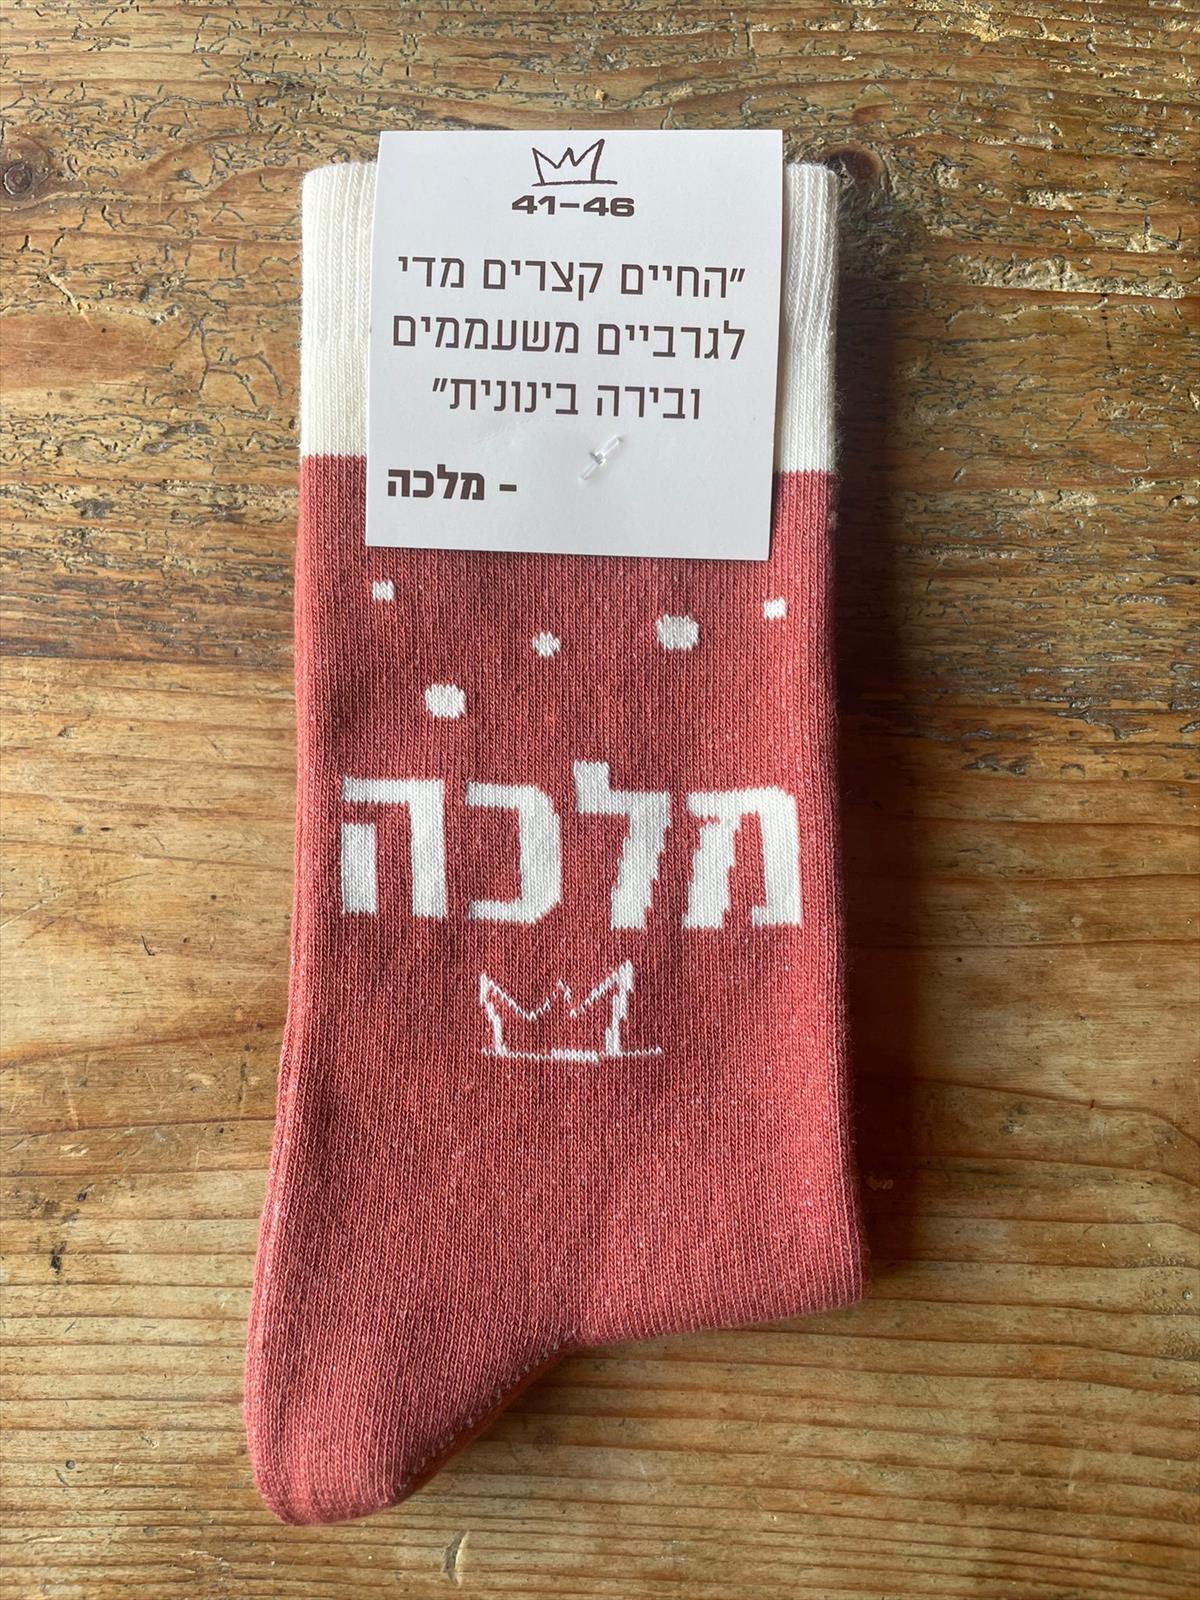 41-46
"החיים קצרים מדי
לגרביים משעממים
ובירה בינונית"
- מלכה
מלכה